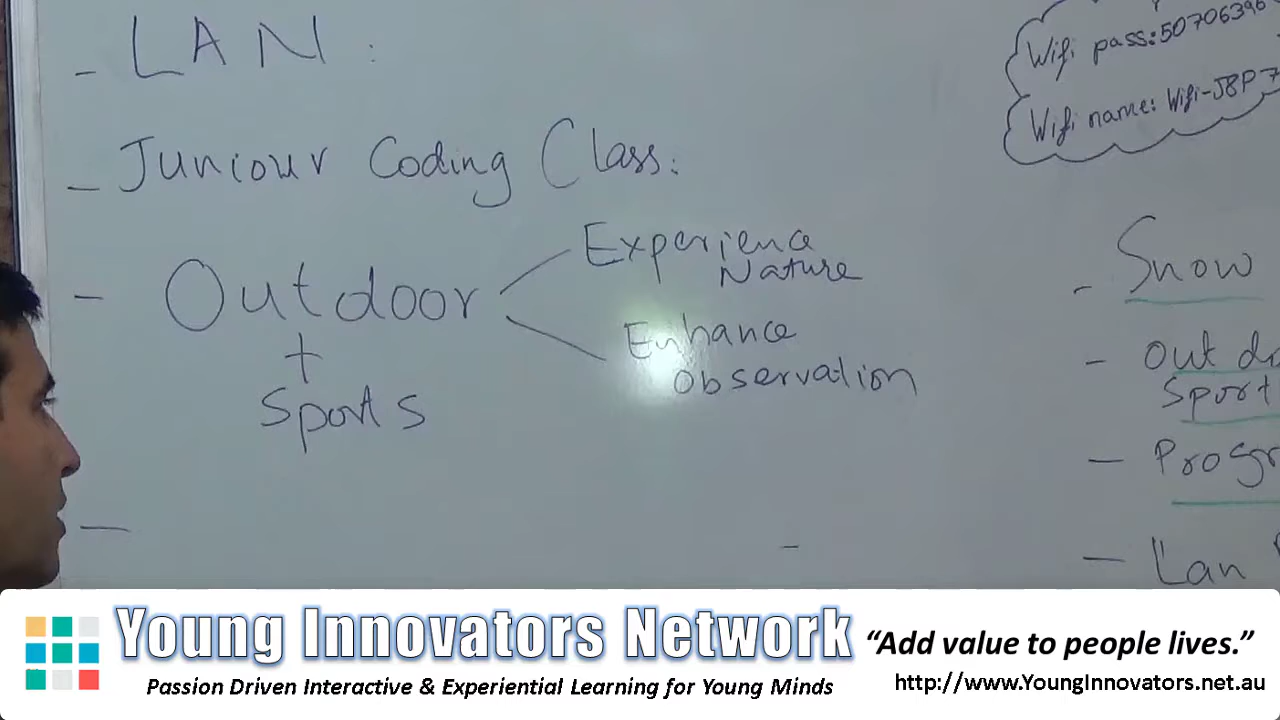 - LAN :
- Juniour Coding Class:
- Outdoor
+
Sports
Experience
Nature
Enhance
Observation
-
-
Wifi pass: 50706396
Wifi name: Wifi-J8P7
- Snow
- Out do
Sport
- Progr
- Lan
Young Innovators Network
Passion Driven Interactive & Experiential Learning for Young Minds
“Add value to people lives.”
http://www.YoungInnovators.net.au